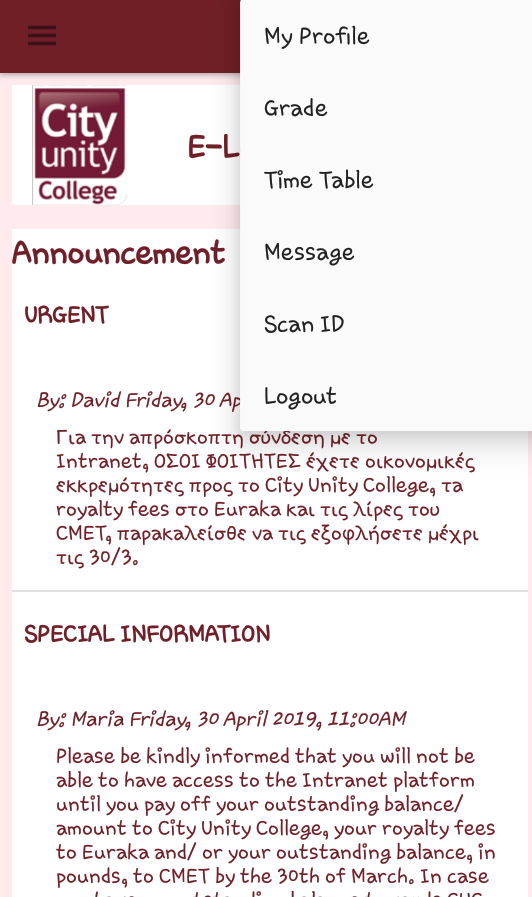 My Profile
Grade
Time Table
Message
Scan ID
Logout
City
unity
College
E-L
Announcement
URGENT
By: David Friday, 30 Ap
Για την απρόσκοπτη σύνδεση με το
Intranet, ΟΣΟΙ ΦΟΙΤΗΤΕΣ έχετε οικονομικές
εκκρεμότητες προς το City Unity College, τα
royalty fees στο Euraka και τις λίρες του
CMET, παρακαλείσθε να τις εξοφλήσετε μέχρι
τις 30/3.
SPECIAL INFORMATION
By: Maria Friday, 30 April 2019, 11:00AM
Please be kindly informed that you will not be
able to have access to the Intranet platform
until you pay off your outstanding balance/
amount to City Unity College, your royalty fees
to Euraka and/ or your outstanding balance, in
pounds, to CMET by the 30th of March. In case